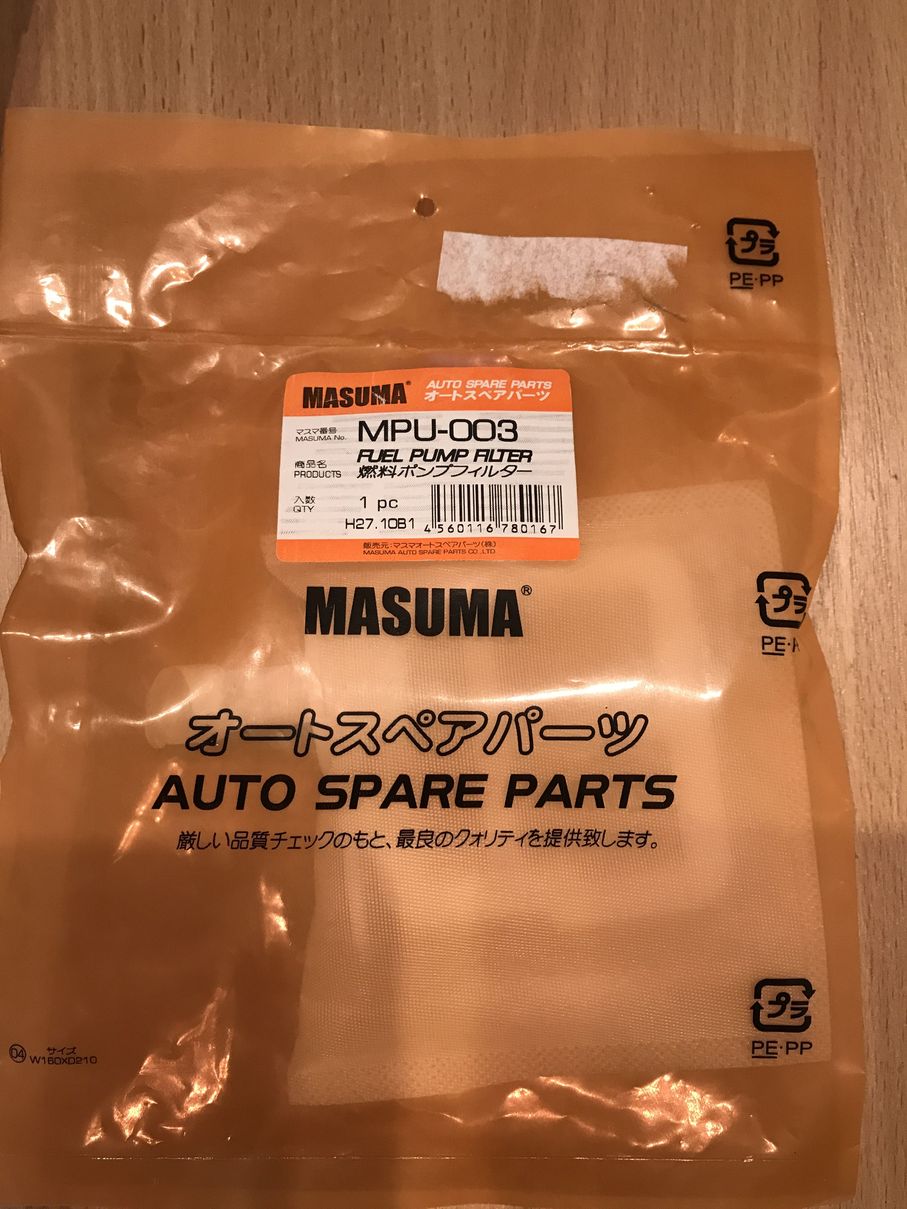 プラ
PE・PP
MASUMA®
AUTO SPARE PARTS
オートスペアパーツ
マスマ番号
MASUMA No.
MPU-003
商品名
PRODUCTS
FUEL PUMP FILTER
燃料ポンプフィルター
入数
QTY
1 pc
H27.10B1
4560116780167
販売元:マスマオートスペアパーツ(株)
MASUMA AUTO SPARE PARTS CO.,LTD
プラ
PE・
MASUMA®
オートスペアパーツ
AUTO SPARE PARTS
厳しい品質チェックのもと、最良のクォリティを提供致します。
プラ
PE・PP
04 サイズ
W160XD210